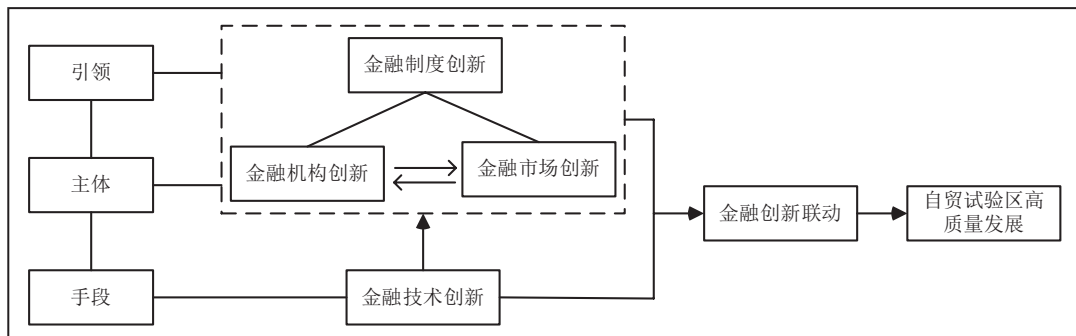 引领
金融制度创新
主体
金融机构创新
金融市场创新
金融创新联动
自贸试验区高
质量发展
手段
金融技术创新